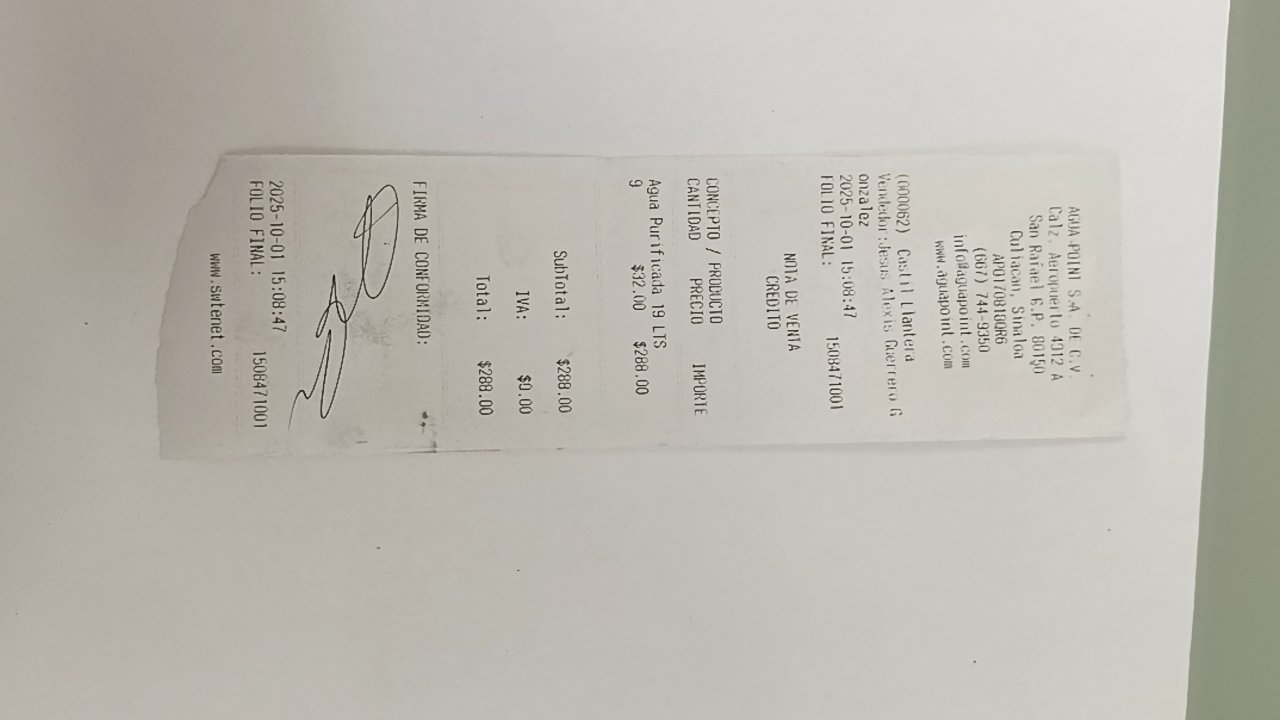 AGUA POINT S.A. DE C.V.
Calz. Aeropuerto 4312 A
San Rafael C.P. 80150
Culiacan, Sinaloa
APO170818QR6
(667) 744-9350
info@aguapoint.com
www.aguapoint.com
(000062) Castil Llantera
Vendedor:Jesus Alexis Guerrero G
onzalez
2025-10-01 15:08:47
FOLIO FINAL: 1508471001
NOTA DE VENTA
CREDITO
CONCEPTO / PRODUCTO
CANTIDAD PRECIO IMPORTE
Agua Purificada 19 LTS
9 $32.00 $288.00
SubTotal: $288.00
IVA: $0.00
Total: $288.00
FIRMA DE CONFORMIDAD:
2025-10-01 15:08:47
FOLIO FINAL: 1508471001
www.swtenet.com